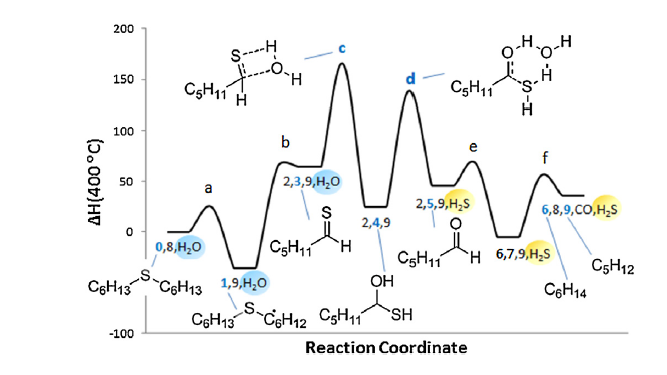 200
150
100
50
0
-100
ΔH(400 °C)
Reaction Coordinate
a
b
c
d
e
f
S
H
O
H
C5H11
H
O
H
O
H
H
C5H11
S
H
0,8,H2O
1,9,H2O
2,3,9,H2O
2,4,9
2,5,9,H2S
6,7,9,H2S
6,8,9,CO,H2S
S
C6H13
C6H13
S
C6H13
C6H12
S
C5H11
H
OH
C5H11
SH
O
C5H11
H
C6H14
C5H12